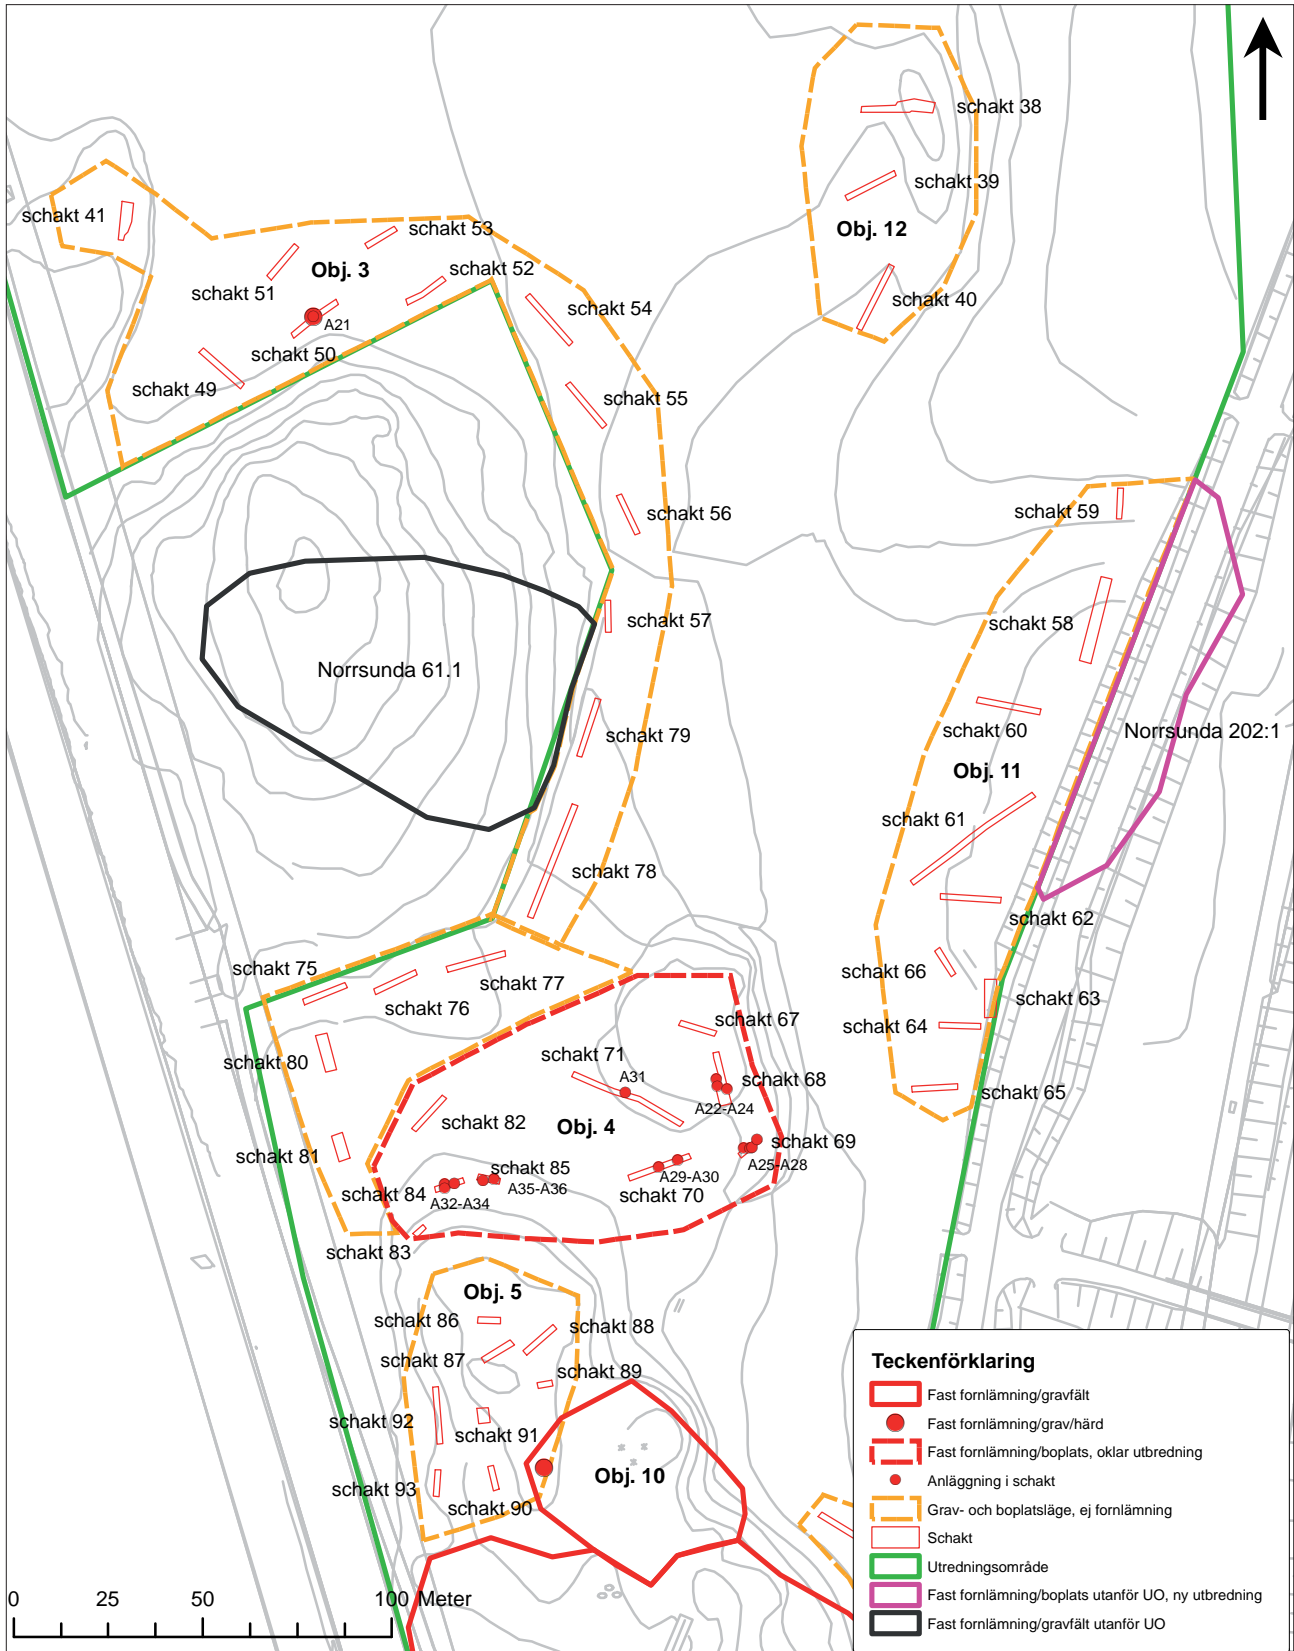 schakt 38
schakt 39
schakt 41
Obj. 12
schakt 53
Obj. 3
schakt 52
schakt 51
schakt 40
schakt 54
A21
schakt 50
schakt 49
schakt 55
schakt 59
schakt 56
schakt 57
schakt 58
Norrsunda 61.1
schakt 60
Norrsunda 202:1
schakt 79
Obj. 11
schakt 61
schakt 78
schakt 62
schakt 75
schakt 77
schakt 66
schakt 76
schakt 63
schakt 67
schakt 64
schakt 71
schakt 80
A31
schakt 68
schakt 65
A22-A24
schakt 82
Obj. 4
schakt 69
schakt 81
A25-A28
schakt 85
A29-A30
schakt 84
A35-A36
schakt 70
A32-A34
schakt 83
Obj. 5
schakt 86
schakt 88
schakt 87
schakt 89
schakt 92
schakt 91
Obj. 10
schakt 93
schakt 90
0 25 50 100 Meter
Teckenförklaring
Fast fornlämning/gravfält
Fast fornlämning/grav/härd
Fast fornlämning/boplats, oklar utbredning
Anläggning i schakt
Grav- och boplatsläge, ej fornlämning
Schakt
Utredningsområde
Fast fornlämning/boplats utanför UO, ny utbredning
Fast fornlämning/gravfält utanför UO